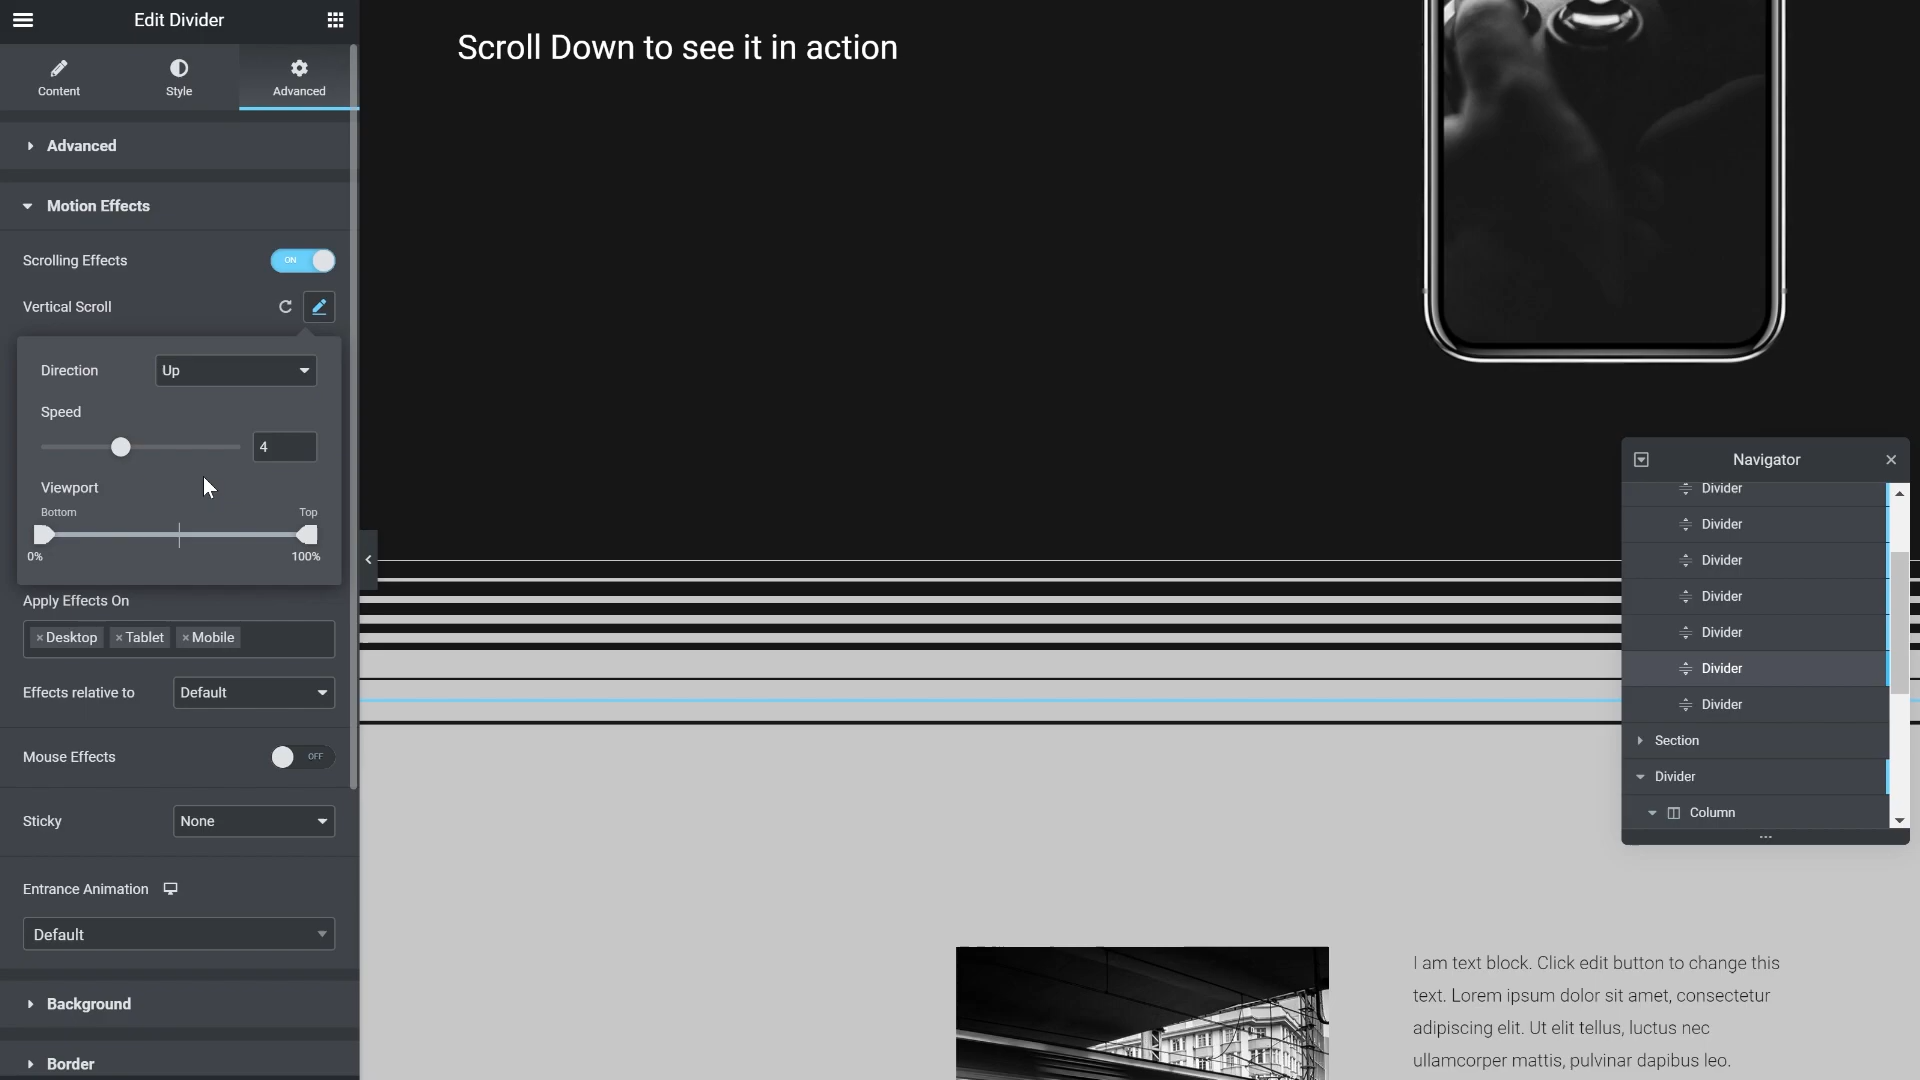 Edit Divider
Content
Style
Advanced
Advanced
Motion Effects
Scrolling Effects
ON
Vertical Scroll
Direction
Up
Speed
4
Viewport
Bottom
Top
0%
100%
Apply Effects On
×Desktop ×Tablet ×Mobile
Effects relative to
Default
Mouse Effects
OFF
Sticky
None
Entrance Animation
Default
Background
Border
Scroll Down to see it in action
Navigator
Divider
Divider
Divider
Divider
Divider
Divider
Divider
Section
Divider
Column
I am text block. Click edit button to change this
text. Lorem ipsum dolor sit amet, consectetur
adipiscing elit. Ut elit tellus, luctus nec
ullamcorper mattis, pulvinar dapibus leo.